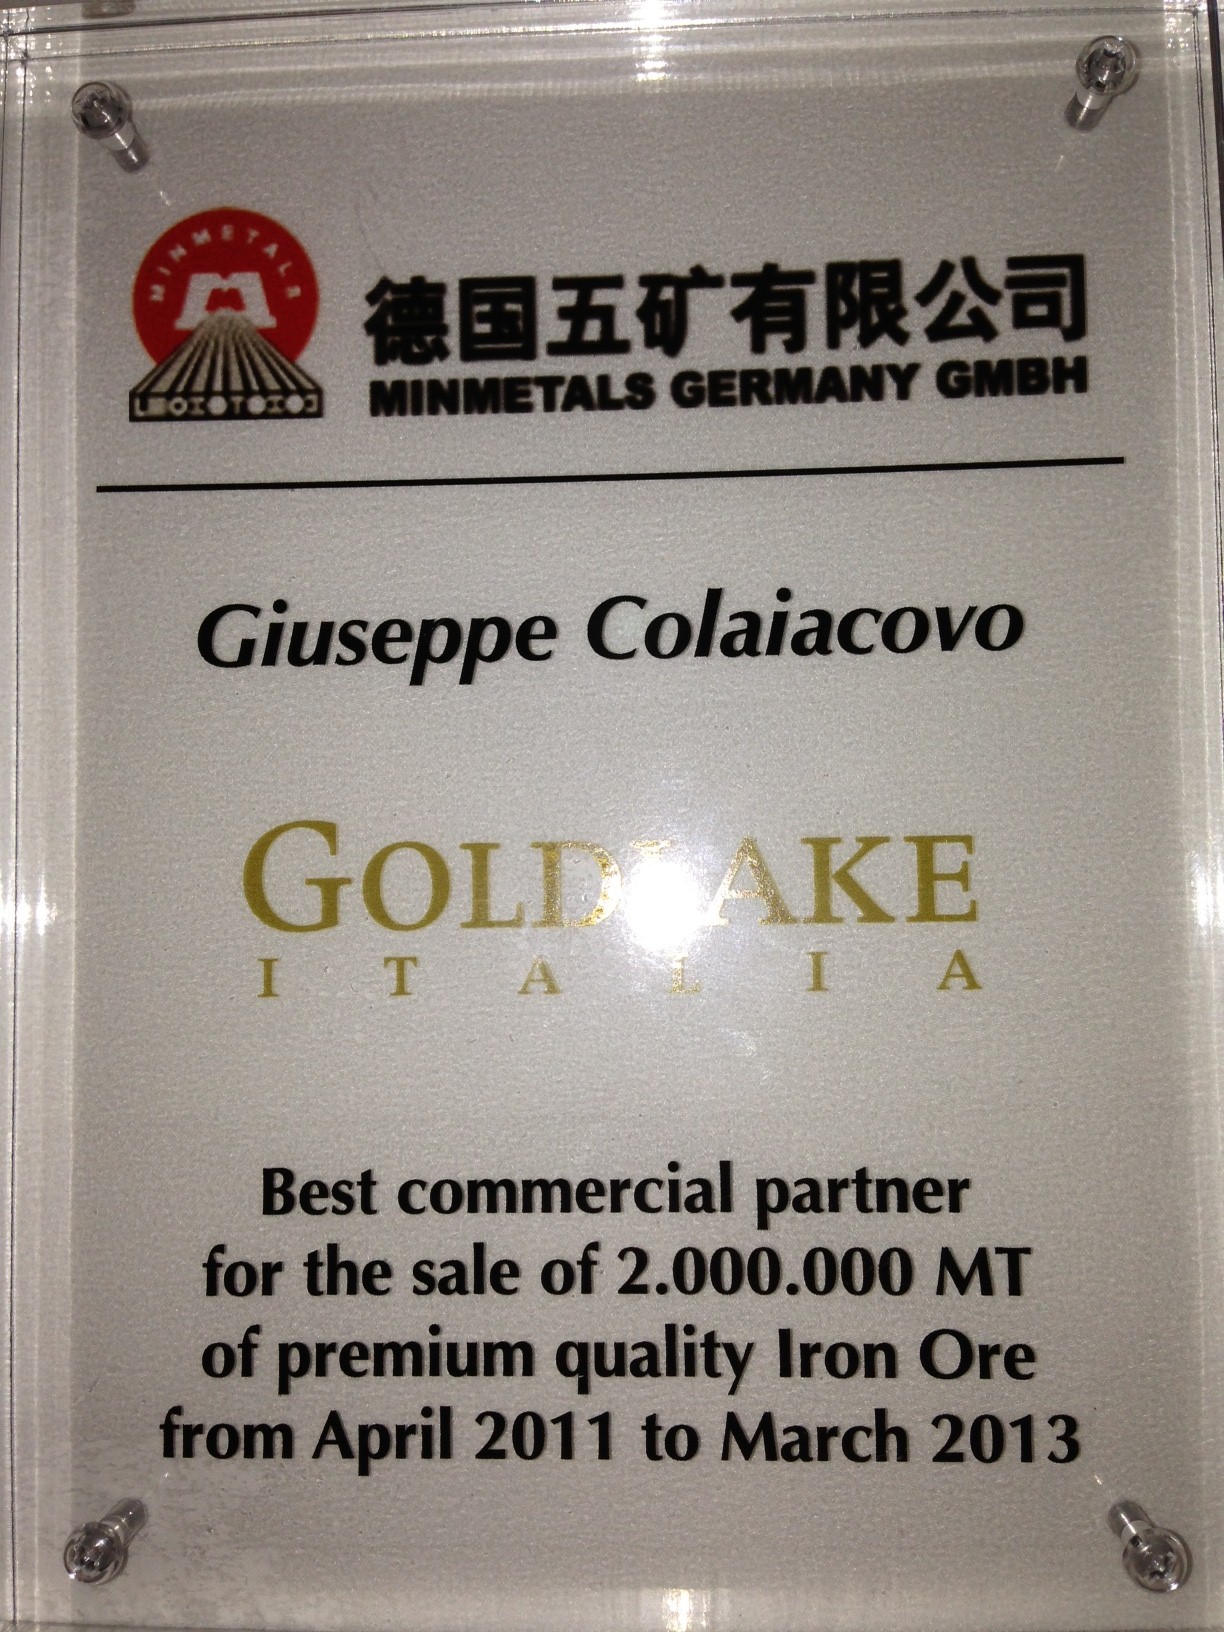 MINMETALS
德国五矿有限公司
MINMETALS GERMANY GMBH
Giuseppe Colaiacovo
GOLDLAKE
ITALIA
Best commercial partner
for the sale of 2.000.000 MT
of premium quality Iron Ore
from April 2011 to March 2013